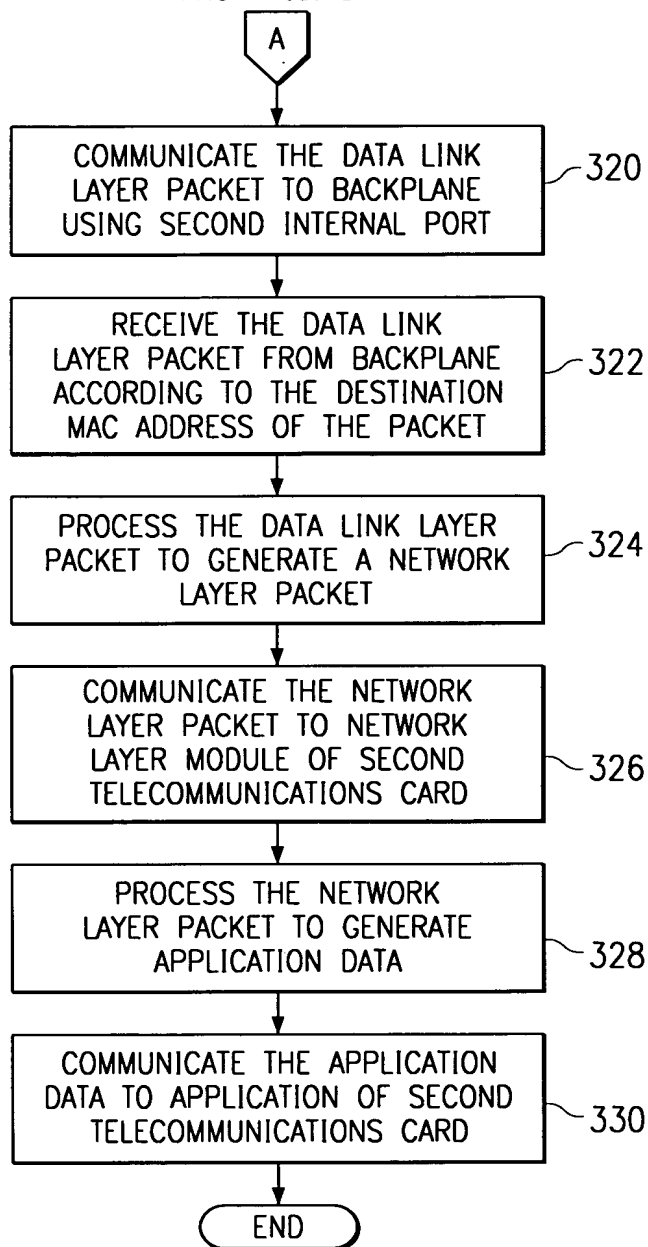 A
COMMUNICATE THE DATA LINK
LAYER PACKET TO BACKPLANE
USING SECOND INTERNAL PORT
320
RECEIVE THE DATA LINK
LAYER PACKET FROM BACKPLANE
ACCORDING TO THE DESTINATION
MAC ADDRESS OF THE PACKET
322
PROCESS THE DATA LINK LAYER
PACKET TO GENERATE A NETWORK
LAYER PACKET
324
COMMUNICATE THE NETWORK
LAYER PACKET TO NETWORK
LAYER MODULE OF SECOND
TELECOMMUNICATIONS CARD
326
PROCESS THE NETWORK
LAYER PACKET TO GENERATE
APPLICATION DATA
328
COMMUNICATE THE APPLICATION
DATA TO APPLICATION OF SECOND
TELECOMMUNICATIONS CARD
330
END